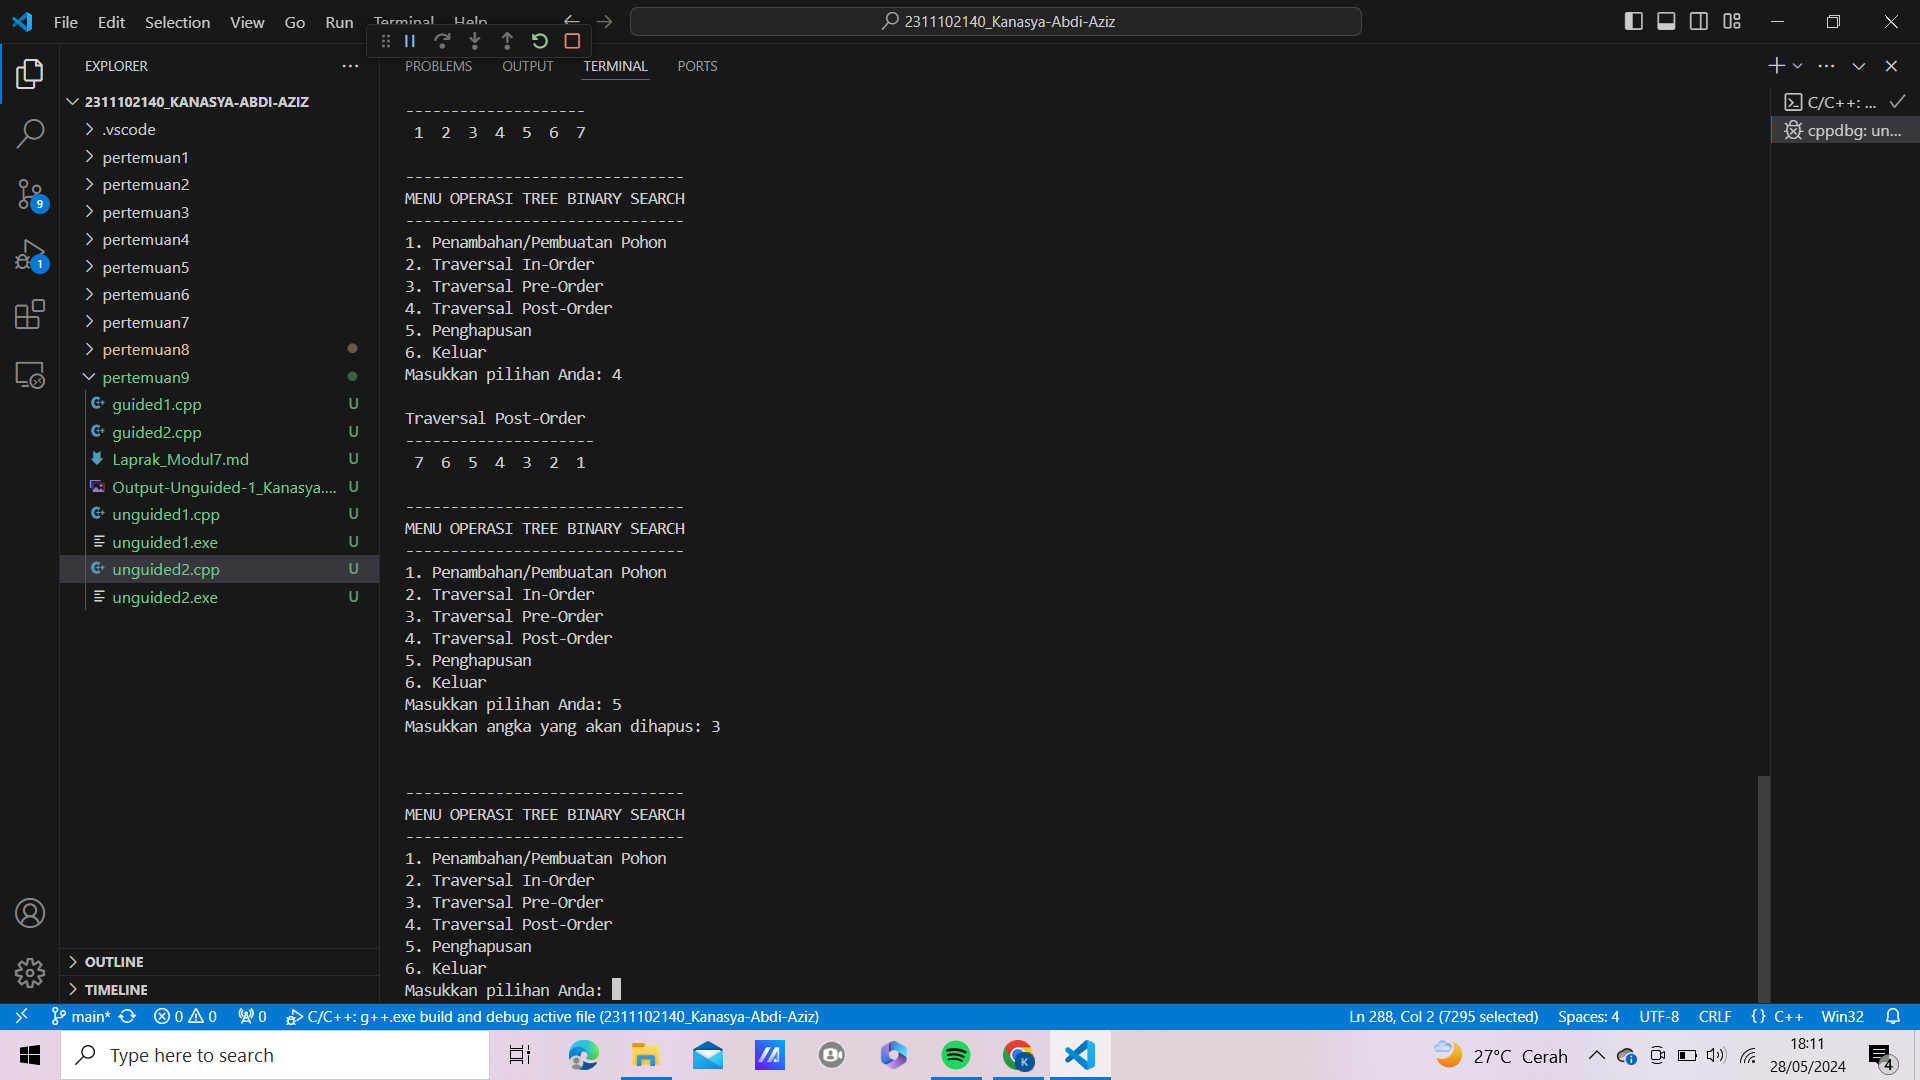 File Edit Selection View Go Run Terminal Help
2311102140_Kanasya-Abdi-Aziz
EXPLORER
2311102140_KANASYA-ABDI-AZIZ
.vscode
pertemuan1
pertemuan2
pertemuan3
pertemuan4
pertemuan5
pertemuan6
pertemuan7
pertemuan8
pertemuan9
guided1.cpp U
guided2.cpp U
Laprak_Modul7.md U
Output-Unguided-1_Kanasya.... U
unguided1.cpp U
unguided1.exe U
unguided2.cpp U
unguided2.exe U
OUTLINE
TIMELINE
9
1
PROBLEMS OUTPUT TERMINAL PORTS
--------------------
1 2 3 4 5 6 7
-------------------------------
MENU OPERASI TREE BINARY SEARCH
-------------------------------
1. Penambahan/Pembuatan Pohon
2. Traversal In-Order
3. Traversal Pre-Order
4. Traversal Post-Order
5. Penghapusan
6. Keluar
Masukkan pilihan Anda: 4
Traversal Post-Order
---------------------
7 6 5 4 3 2 1
-------------------------------
MENU OPERASI TREE BINARY SEARCH
-------------------------------
1. Penambahan/Pembuatan Pohon
2. Traversal In-Order
3. Traversal Pre-Order
4. Traversal Post-Order
5. Penghapusan
6. Keluar
Masukkan pilihan Anda: 5
Masukkan angka yang akan dihapus: 3
-------------------------------
MENU OPERASI TREE BINARY SEARCH
-------------------------------
1. Penambahan/Pembuatan Pohon
2. Traversal In-Order
3. Traversal Pre-Order
4. Traversal Post-Order
5. Penghapusan
6. Keluar
Masukkan pilihan Anda:
C/C++: ...
cppdbg: un...
main* 0 0 0 C/C++: g++.exe build and debug active file (2311102140_Kanasya-Abdi-Aziz)
Ln 288, Col 2 (7295 selected) Spaces: 4 UTF-8 CRLF {} C++ Win32
Type here to search
K
27°C Cerah
18:11
28/05/2024
4